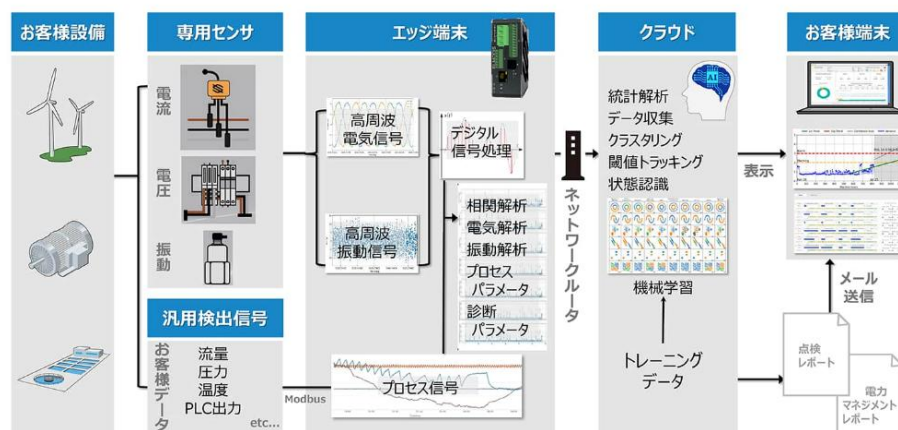 お客様設備
専用センサ
電流
電圧
振動
汎用検出信号
お客様データ
流量
圧力
温度
PLC出力
etc...
Modbus
エッジ端末
高周波
電気信号
高周波
振動信号
デジタル
信号処理
相関解析
電気解析
振動解析
プロセス
パラメータ
診断
パラメータ
プロセス信号
ネットワークルータ
クラウド
AI
統計解析
データ収集
クラスタリング
閾値トラッキング
状態認識
機械学習
トレーニング
データ
お客様端末
表示
メール
送信
点検
レポート
電力
マネジメント
レポート